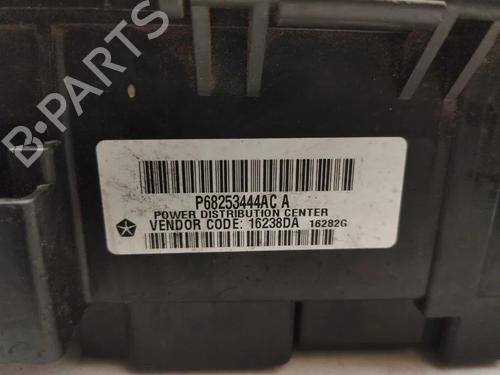 B-PARTS
P68253444AC A
POWER DISTRIBUTION CENTER
VENDOR CODE: 16238DA 16282G